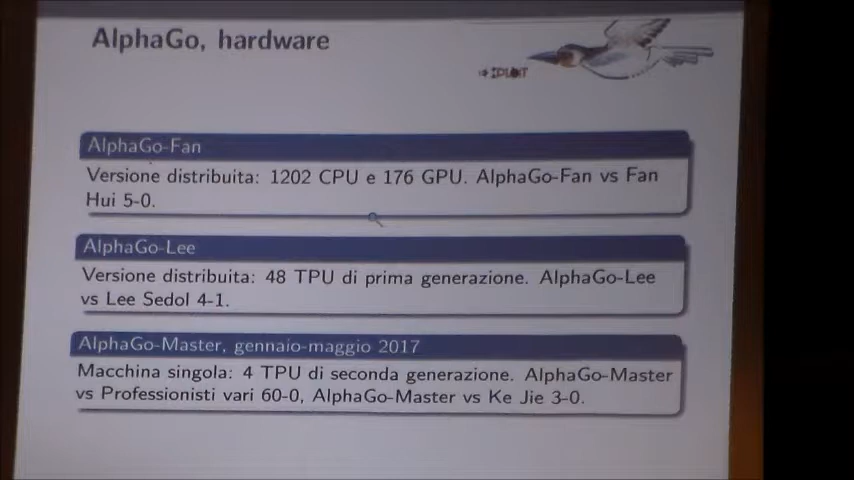 AlphaGo, hardware
AlphaGo-Fan
Versione distribuita: 1202 CPU e 176 GPU. AlphaGo-Fan vs Fan
Hui 5-0.
AlphaGo-Lee
Versione distribuita: 48 TPU di prima generazione. AlphaGo-Lee
vs Lee Sedol 4-1.
AlphaGo-Master, gennaio-maggio 2017
Macchina singola: 4 TPU di seconda generazione. AlphaGo-Master
vs Professionisti vari 60-0, AlphaGo-Master vs Ke Jie 3-0.